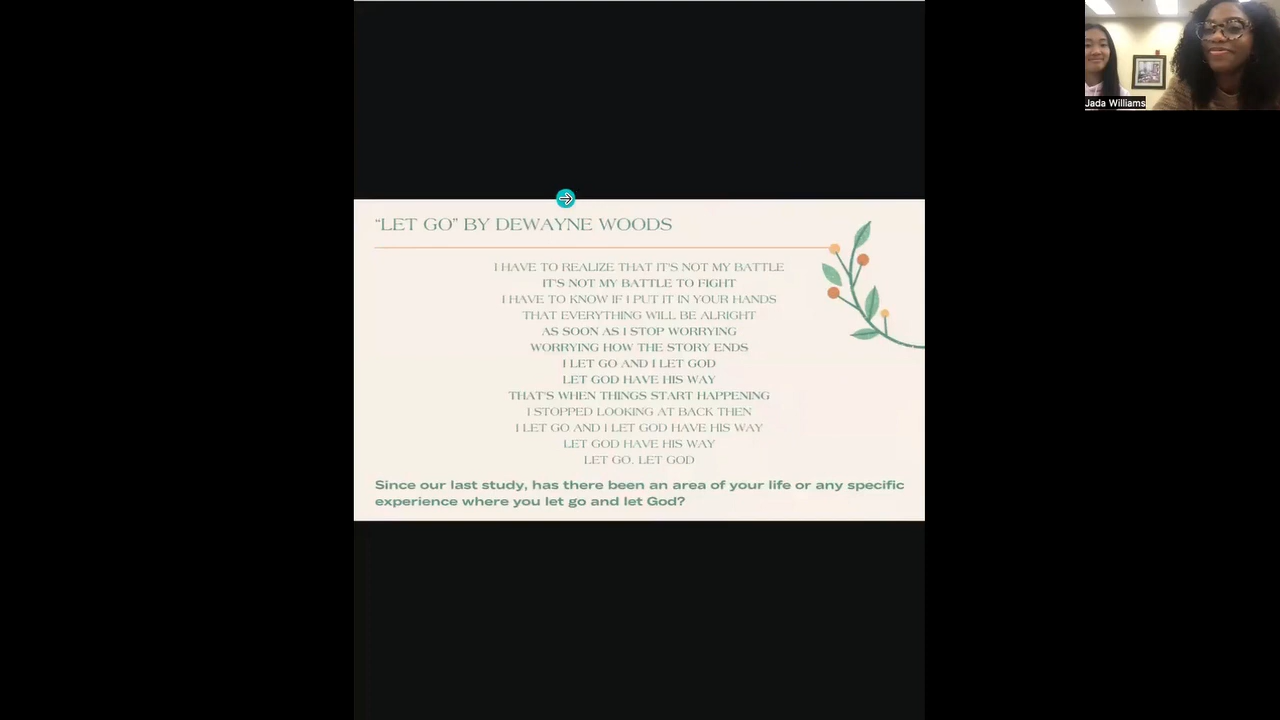 Jada Williams
“LET GO” BY DEWAYNE WOODS
I HAVE TO REALIZE THAT IT'S NOT MY BATTLE
IT'S NOT MY BATTLE TO FIGHT
I HAVE TO KNOW IF I PUT IT IN YOUR HANDS
THAT EVERYTHING WILL BE ALRIGHT
AS SOON AS I STOP WORRYING
WORRYING HOW THE STORY ENDS
I LET GO AND I LET GOD
LET GOD HAVE HIS WAY
THAT'S WHEN THINGS START HAPPENING
I STOPPED LOOKING AT BACK THEN
I LET GO AND I LET GOD HAVE HIS WAY
LET GOD HAVE HIS WAY
LET GO. LET GOD
Since our last study, has there been an area of your life or any specific
experience where you let go and let God?